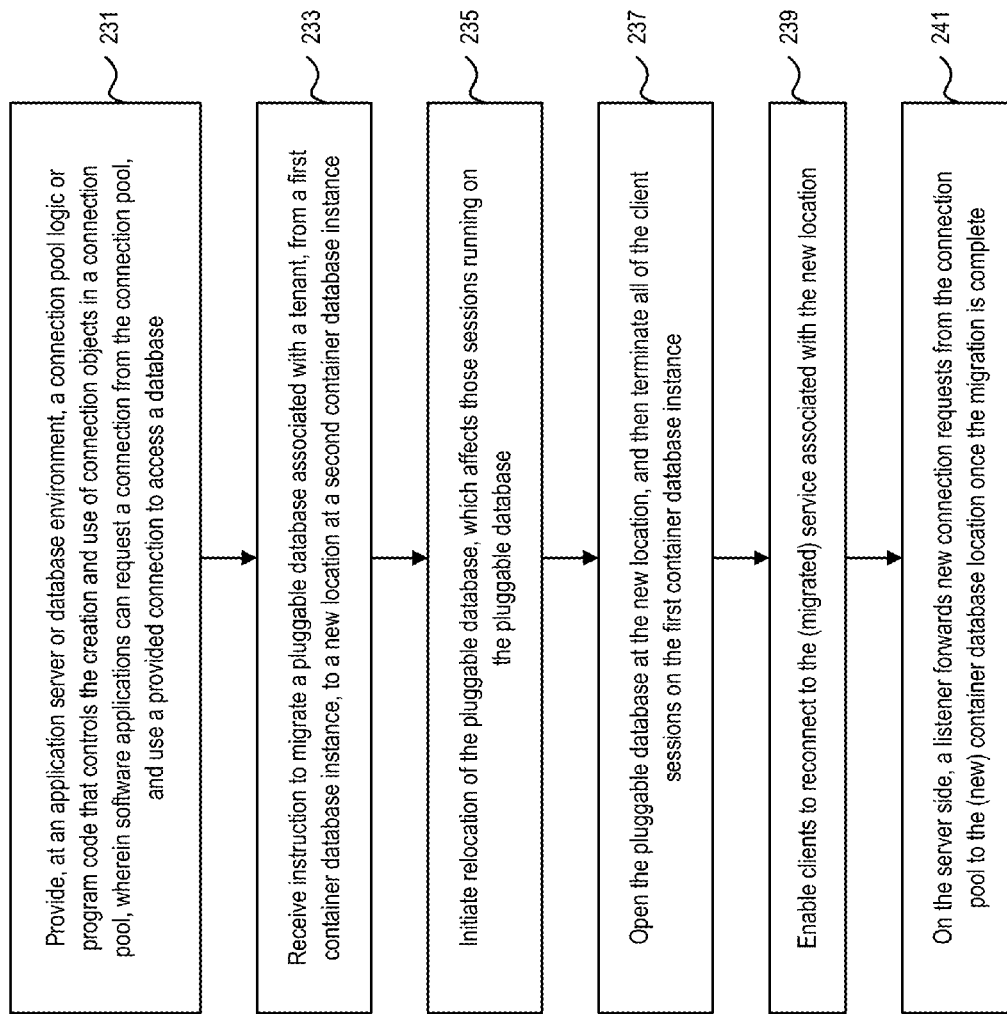 Provide, at an application server or database environment, a connection pool logic or
program code that controls the creation and use of connection objects in a connection
pool, wherein software applications can request a connection from the connection pool,
and use a provided connection to access a database
231
Receive instruction to migrate a pluggable database associated with a tenant, from a first
container database instance, to a new location at a second container database instance
233
Initiate relocation of the pluggable database, which affects those sessions running on
the pluggable database
235
Open the pluggable database at the new location, and then terminate all of the client
sessions on the first container database instance
237
Enable clients to reconnect to the (migrated) service associated with the new location
239
On the server side, a listener forwards new connection requests from the connection
pool to the (new) container database location once the migration is complete
241